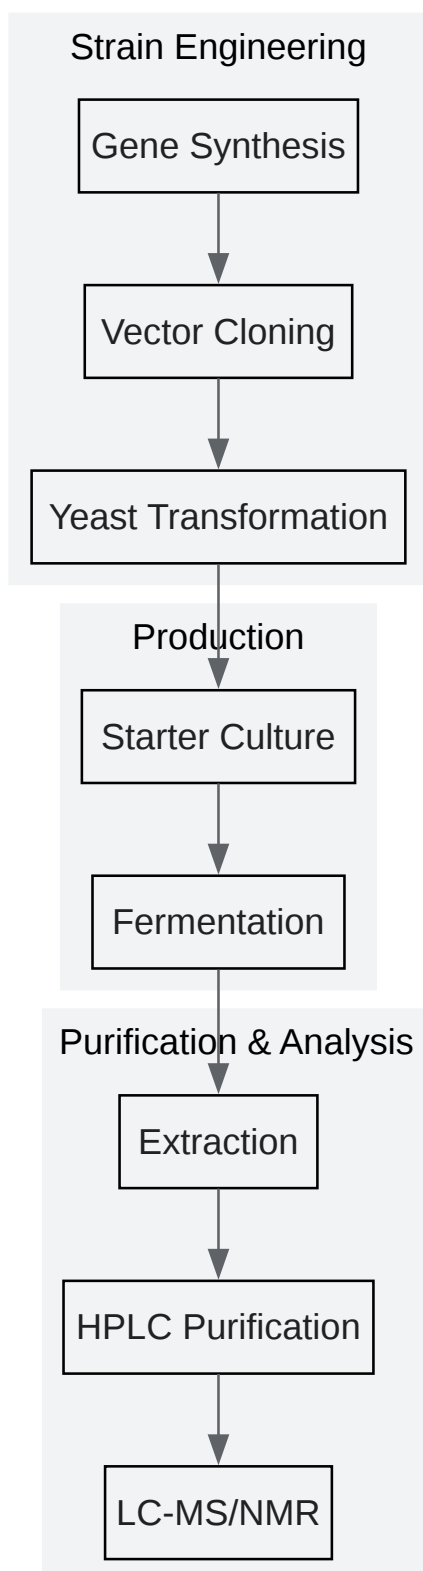 Strain Engineering
Gene Synthesis
Vector Cloning
Yeast Transformation
Production
Starter Culture
Fermentation
Purification & Analysis
Extraction
HPLC Purification
LC-MS/NMR